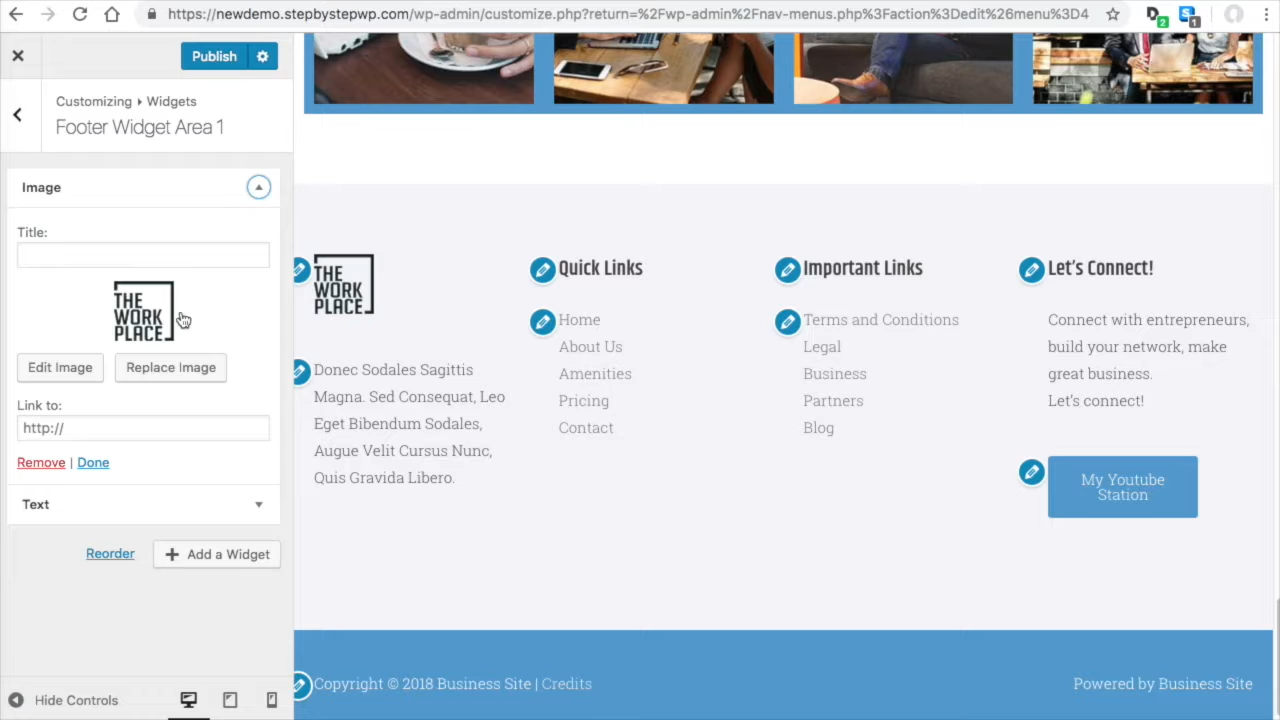 https://newdemo.stepbystepwp.com/wp-admin/customize.php?return=%2Fwp-admin%2Fnav-menus.php%3Faction%3Dedit%26menu%3D4
2
1
Publish
Customizing ▸ Widgets
Footer Widget Area 1
Image
Title:
THE
WORK
PLACE
Edit Image
Replace Image
Link to:
http://
Remove | Done
Text
Reorder
+ Add a Widget
Hide Controls
THE
WORK
PLACE
Donec Sodales Sagittis
Magna. Sed Consequat, Leo
Eget Bibendum Sodales,
Augue Velit Cursus Nunc,
Quis Gravida Libero.
Quick Links
Home
About Us
Amenities
Pricing
Contact
Important Links
Terms and Conditions
Legal
Business
Partners
Blog
Let's Connect!
Connect with entrepreneurs,
build your network, make
great business.
Let's connect!
My Youtube
Station
Copyright © 2018 Business Site | Credits
Powered by Business Site